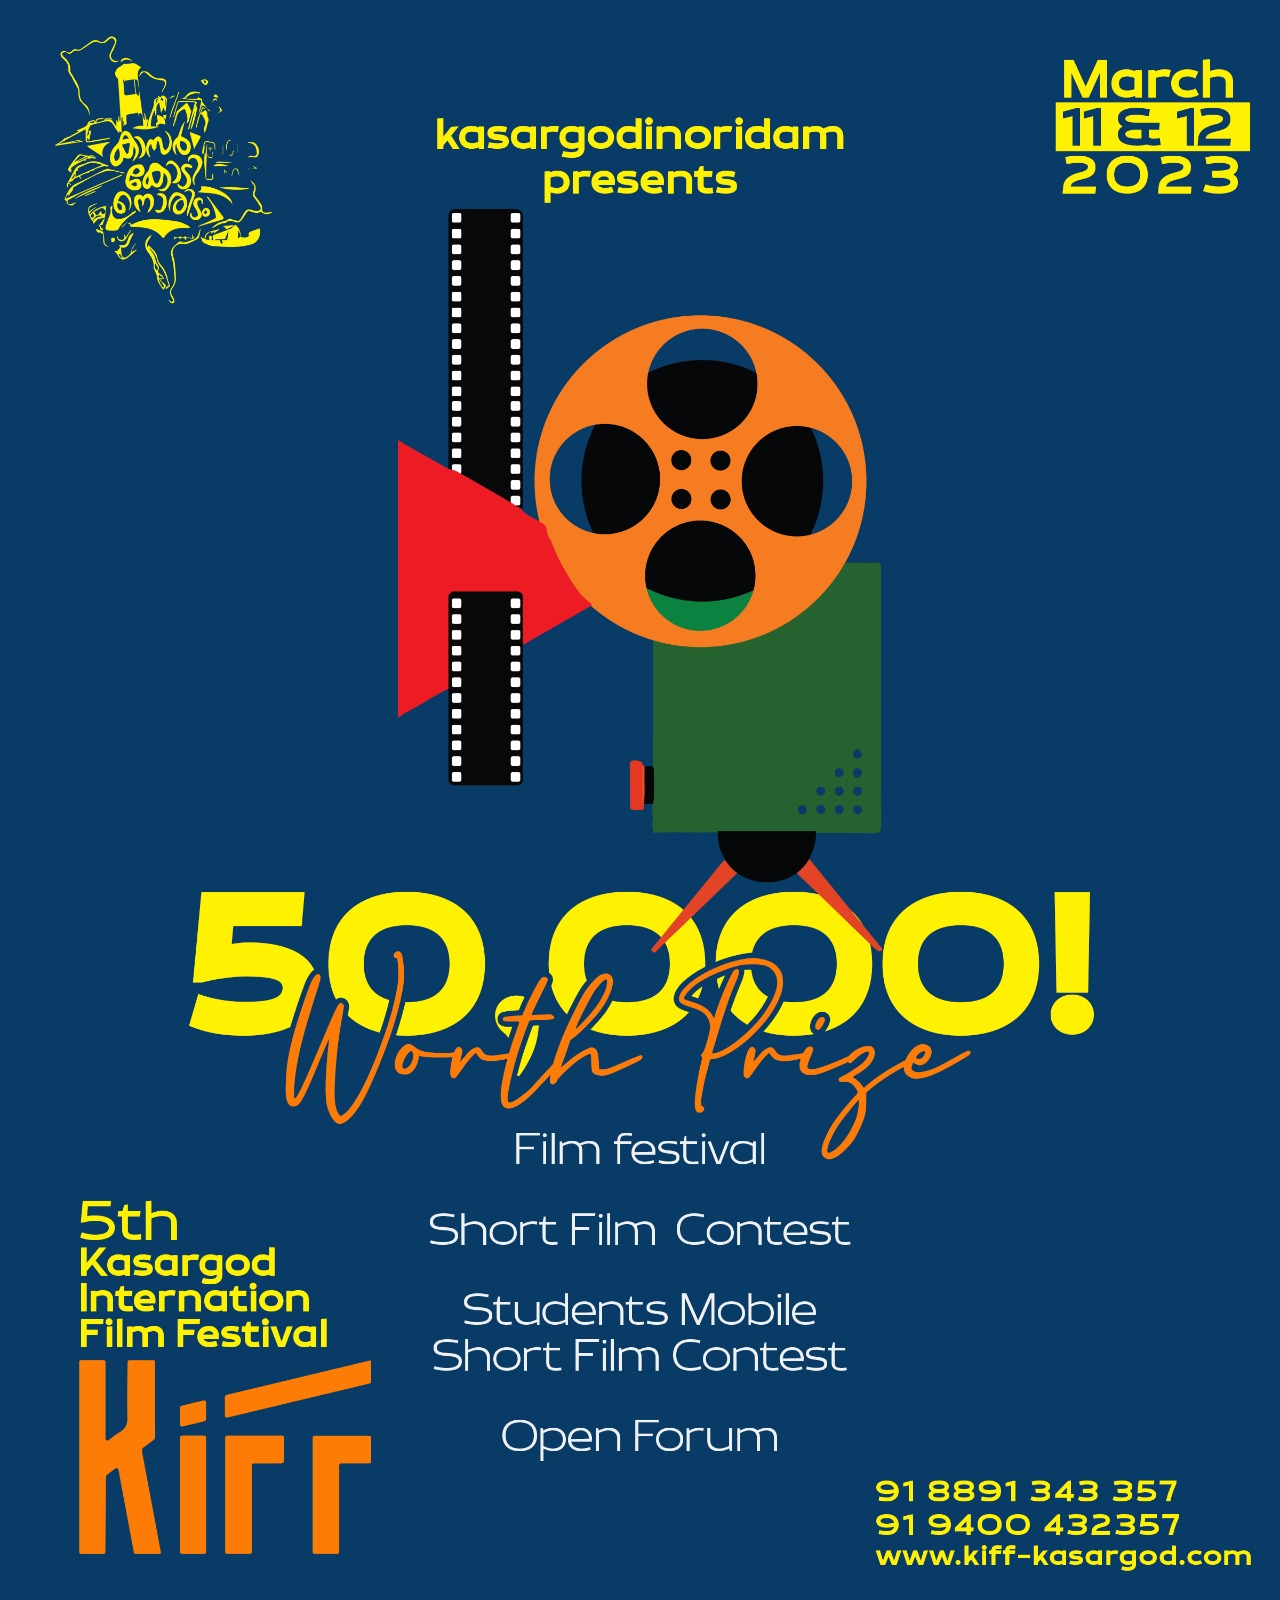 കാസർ
കോടി
നൊരിടം
kasargodinoridam
presents
March
11 & 12
2023
50,000!
Worth Prize
Film festival
Short Film Contest
Students Mobile
Short Film Contest
Open Forum
5th
Kasargod
Internation
Film Festival
Kiff
91 8891 343 357
91 9400 432357
www.kiff-kasargod.com